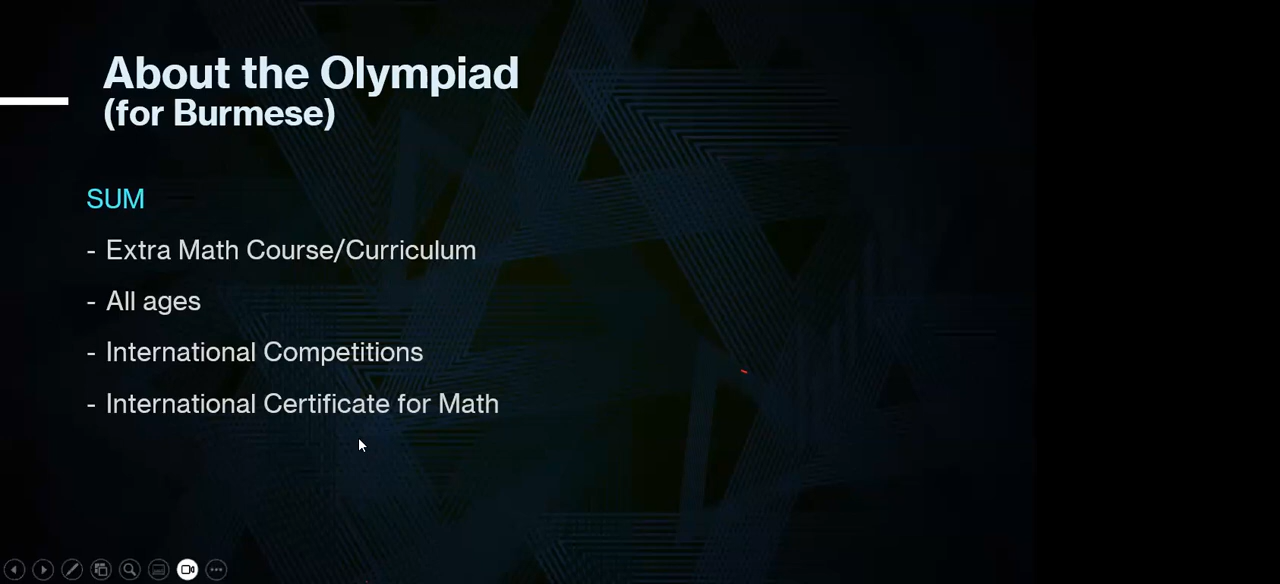 About the Olympiad
(for Burmese)
SUM
- Extra Math Course/Curriculum
- All ages
- International Competitions
- International Certificate for Math